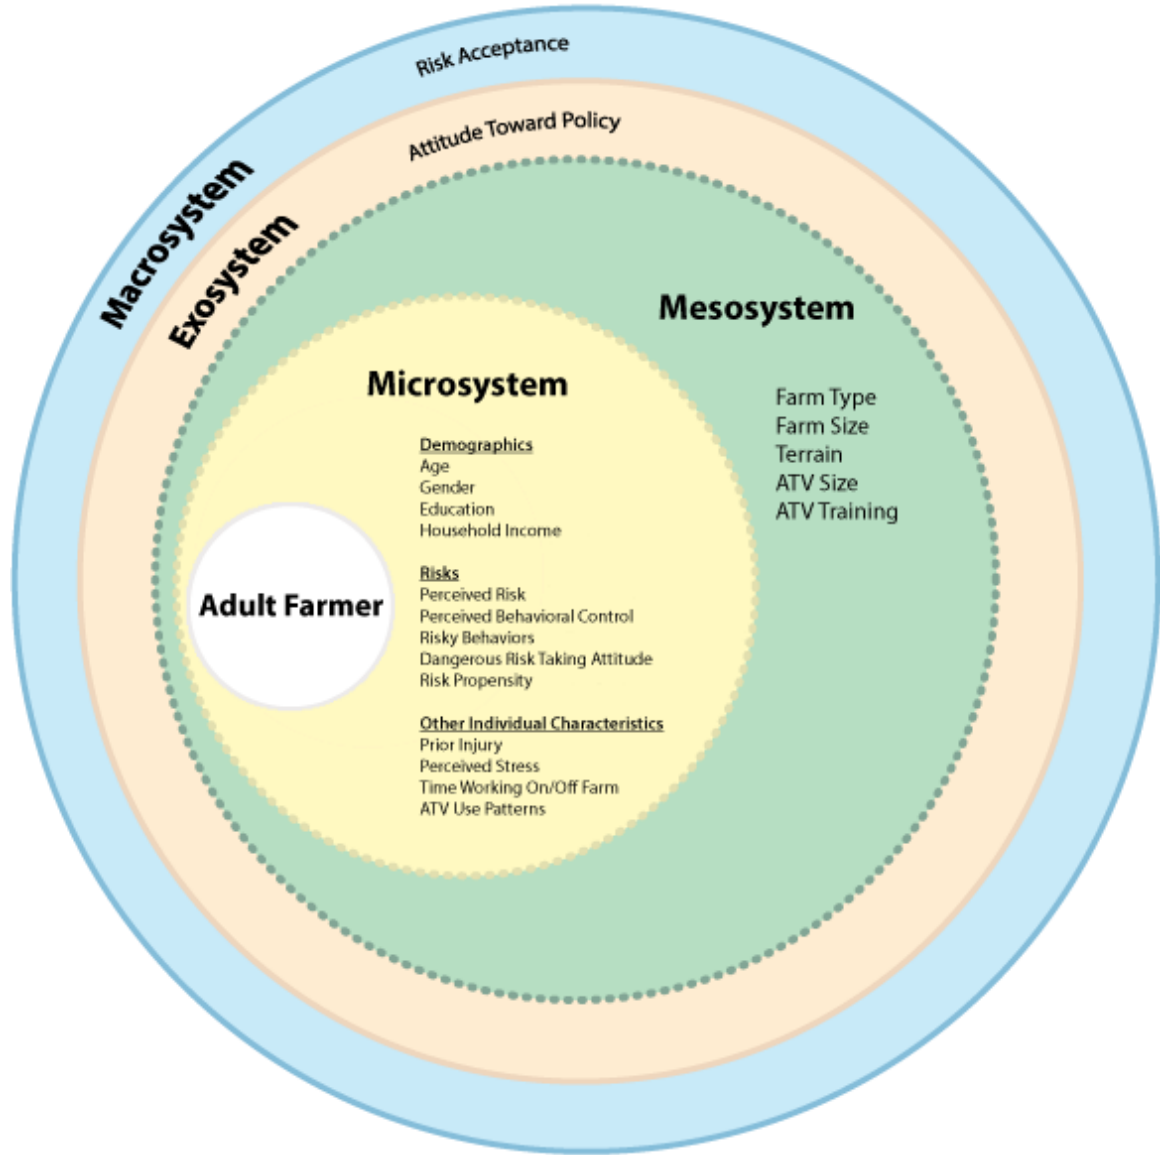 Risk Acceptance
Attitude Toward Policy
Macrosystem
Exosystem
Mesosystem
Farm Type
Farm Size
Terrain
ATV Size
ATV Training
Microsystem
Demographics
Age
Gender
Education
Household Income
Risks
Perceived Risk
Perceived Behavioral Control
Risky Behaviors
Dangerous Risk Taking Attitude
Risk Propensity
Other Individual Characteristics
Prior Injury
Perceived Stress
Time Working On/Off Farm
ATV Use Patterns
Adult Farmer